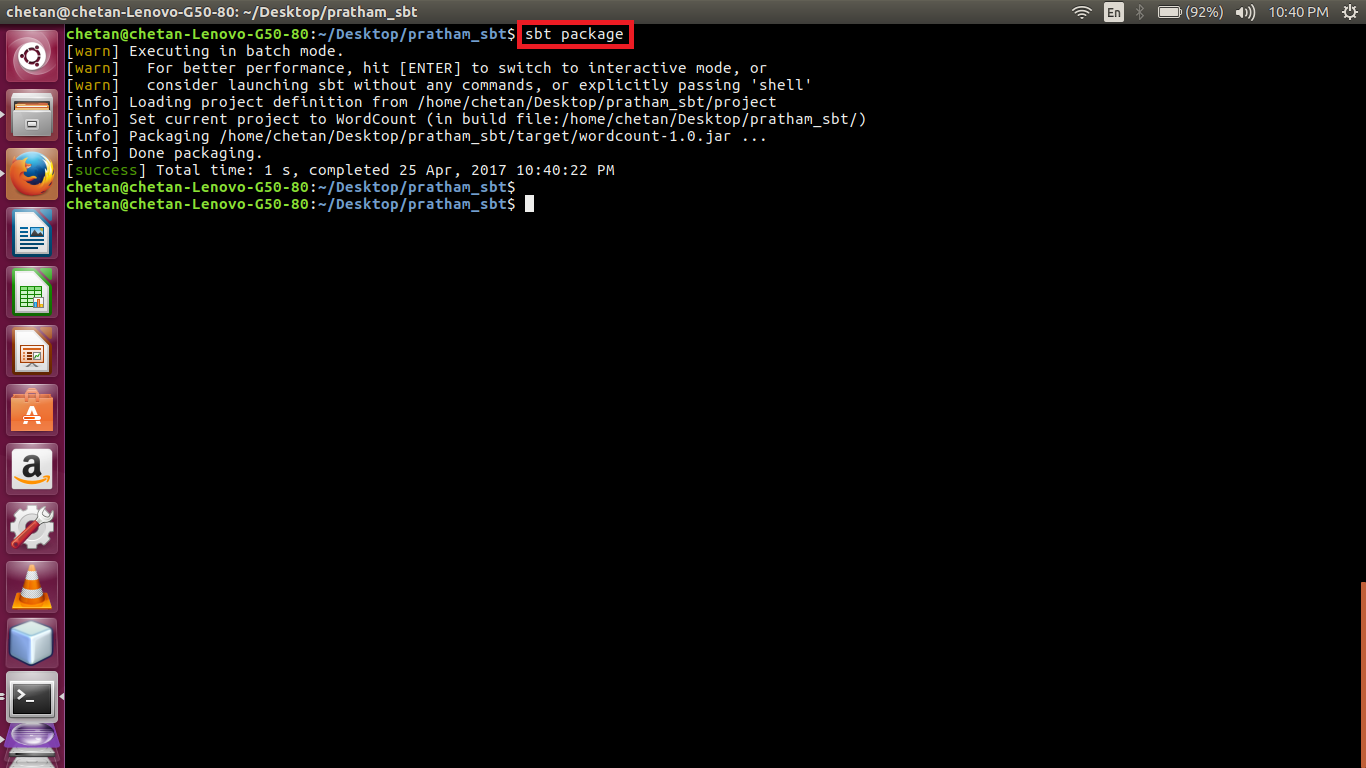 chetan@chetan-Lenovo-G50-80: ~/Desktop/pratham_sbt
En (92%) 10:40 PM
chetan@chetan-Lenovo-G50-80:~/Desktop/pratham_sbt$ sbt package
[warn] Executing in batch mode.
[warn]   For better performance, hit [ENTER] to switch to interactive mode, or
[warn]   consider launching sbt without any commands, or explicitly passing 'shell'
[info] Loading project definition from /home/chetan/Desktop/pratham_sbt/project
[info] Set current project to WordCount (in build file:/home/chetan/Desktop/pratham_sbt/)
[info] Packaging /home/chetan/Desktop/pratham_sbt/target/wordcount-1.0.jar ...
[info] Done packaging.
[success] Total time: 1 s, completed 25 Apr, 2017 10:40:22 PM
chetan@chetan-Lenovo-G50-80:~/Desktop/pratham_sbt$
chetan@chetan-Lenovo-G50-80:~/Desktop/pratham_sbt$